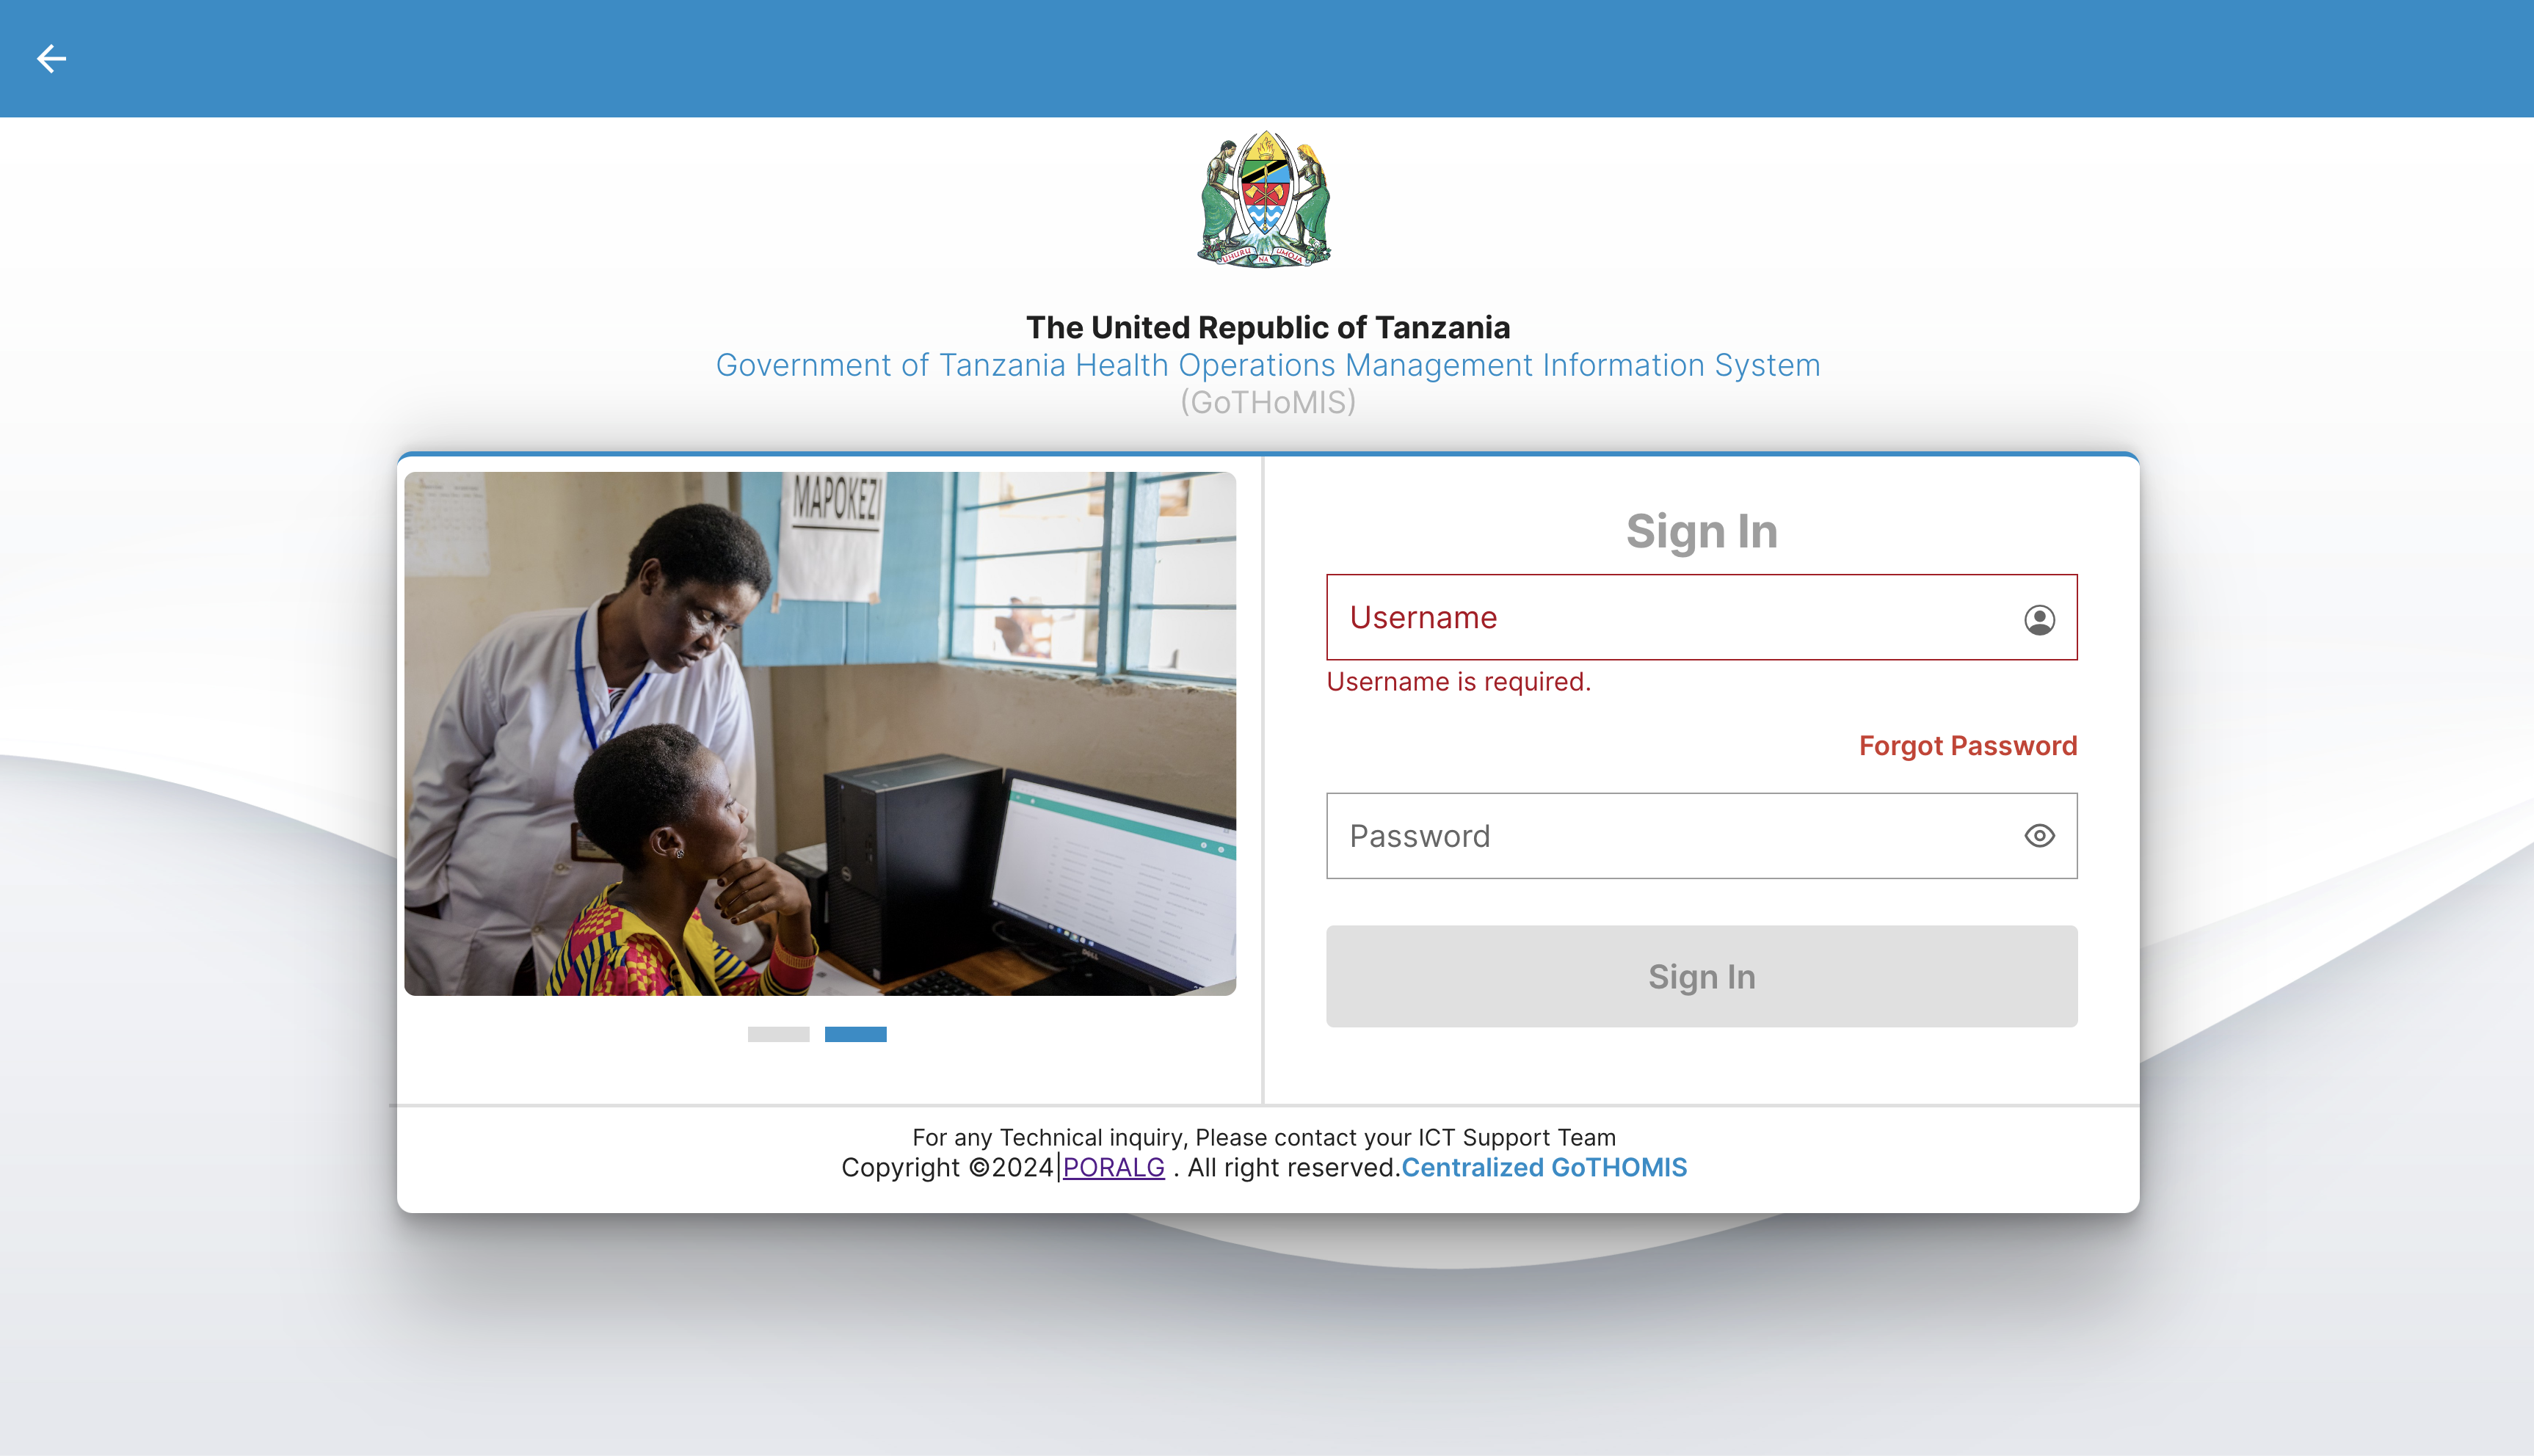 UHURU NA UMOJA
The United Republic of Tanzania
Government of Tanzania Health Operations Management Information System
(GoTHoMIS)
MAPOKEZI
DELL
Sign In
Username
Username is required.
Forgot Password
Password
Sign In
For any Technical inquiry, Please contact your ICT Support Team
Copyright ©2024|PORALG . All right reserved.Centralized GoTHOMIS